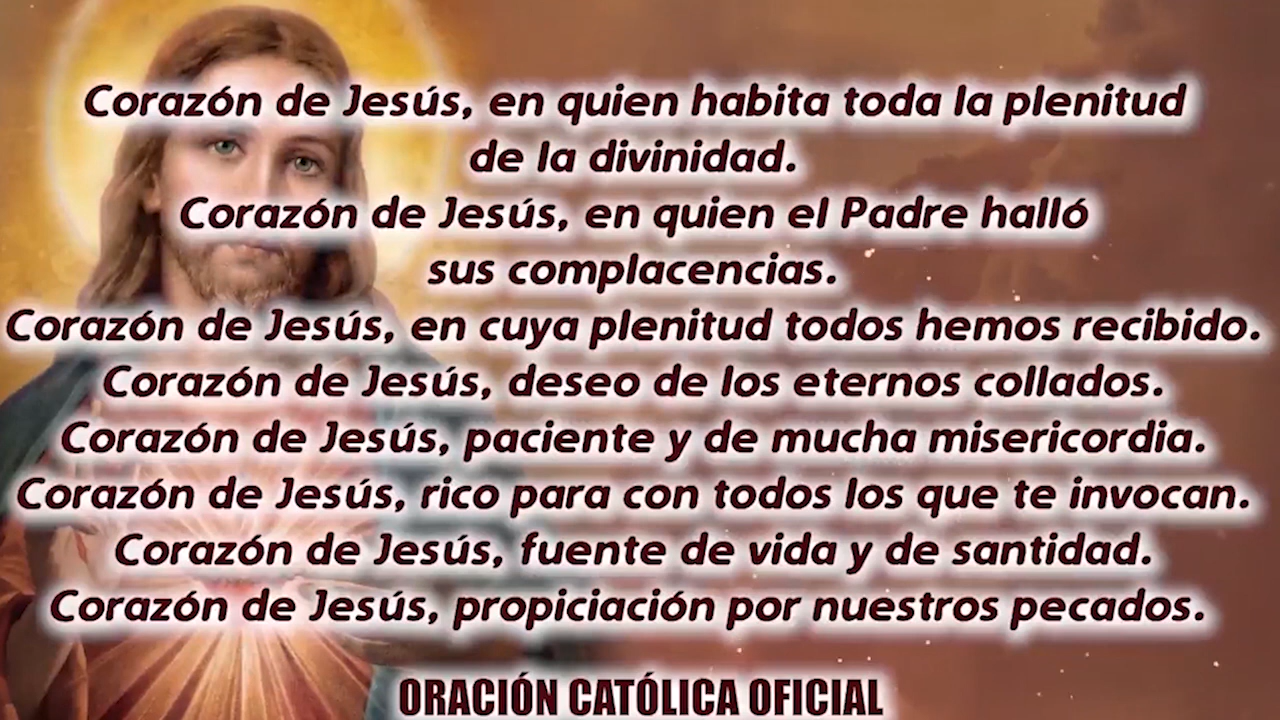 Corazón de Jesús, en quien habita toda la plenitud
de la divinidad.
Corazón de Jesús, en quien el Padre halló
sus complacencias.
Corazón de Jesús, en cuya plenitud todos hemos recibido.
Corazón de Jesús, deseo de los eternos collados.
Corazón de Jesús, paciente y de mucha misericordia.
Corazón de Jesús, rico para con todos los que te invocan.
Corazón de Jesús, fuente de vida y de santidad.
Corazón de Jesús, propiciación por nuestros pecados.
ORACIÓN CATÓLICA OFICIAL